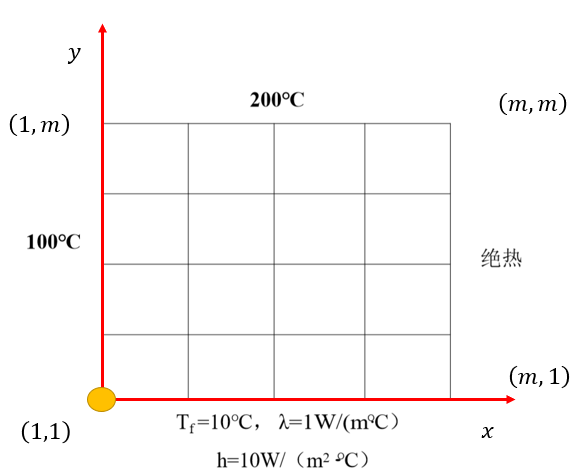 y
200℃
(m, m)
(1, m)
100℃
绝热
(m, 1)
(1,1)
T_f=10℃, λ=1W/(m℃)
x
h=10W/（m² ℃）